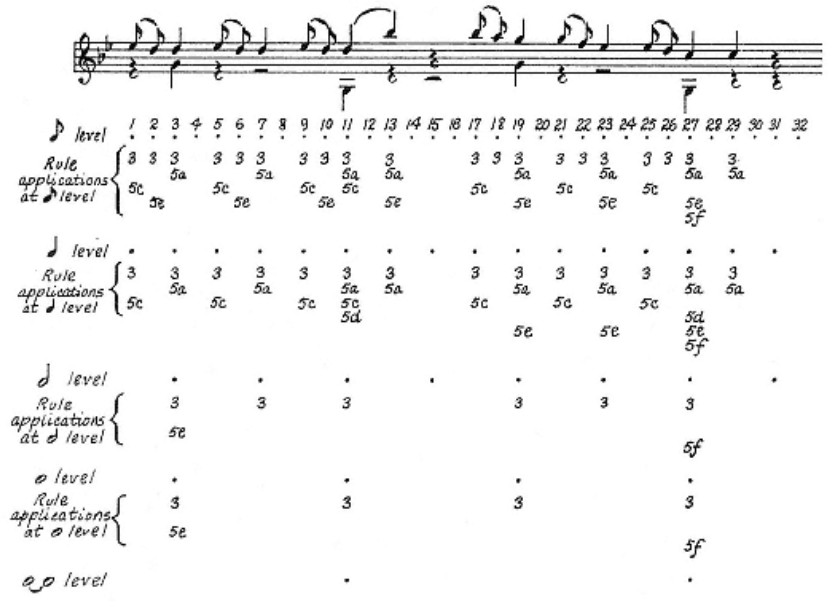 1 2 3 4 5 6 7 8 9 10 11 12 13 14 15 16 17 18 19 20 21 22 23 24 25 26 27 28 29 30 31 32
♪ level
Rule 3 3 3 3 3 3 3 3 3 3 3 3 3 3 3 3 3 3 3
applications 5a 5a 5a 5a 5a 5a 5a 5a
at ♪ level 5c 5c 5c 5c 5c 5c 5c
5e 5e 5e 5e 5e 5e 5e
5f
♩ level
Rule 3 3 3 3 3 3 3 3 3 3 3 3 3 3
applications 5a 5a 5a 5a 5a 5a 5a 5a
at ♩ level 5c 5c 5c 5c 5c 5c 5c
5d 5d
5e 5e 5e
5f
𝅗𝅥 level
Rule 3 3 3 3 3 3
applications
at 𝅗𝅥 level 5e
5f
𝅝 level
Rule 3 3 3 3
applications
at 𝅝 level 5e
5f
𝅝‿𝅝 level